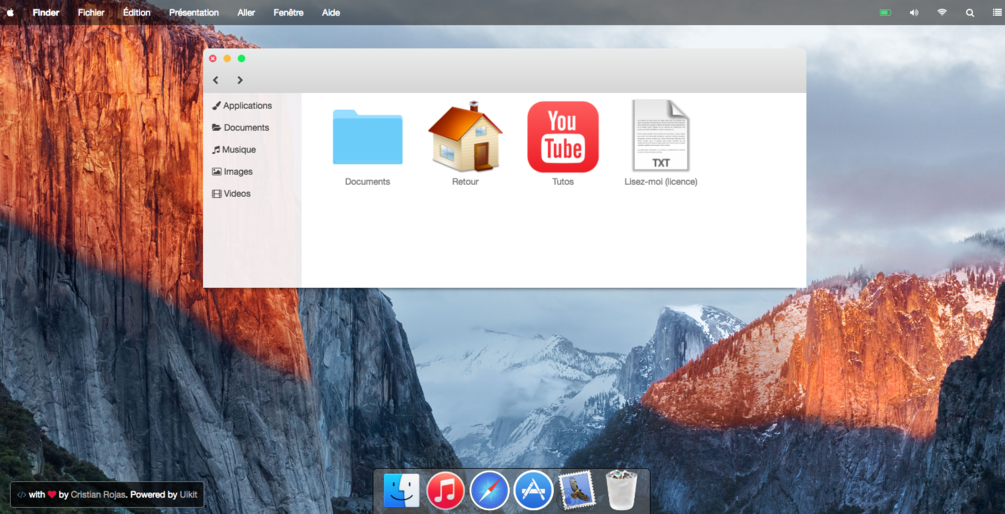 Finder Fichier Édition Présentation Aller Fenêtre Aide
Applications
Documents
Musique
Images
Videos
You
Tube
TXT
Documents Retour Tutos Lisez-moi (licence)
</> with ❤ by Cristian Rojas. Powered by Uikit